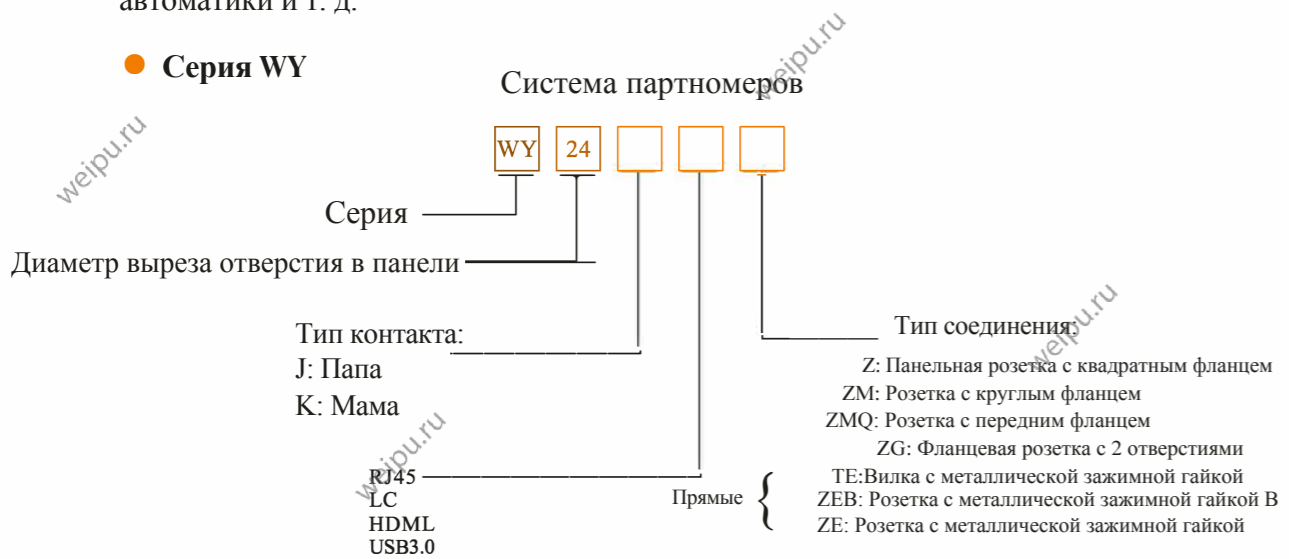 автоматики и т. д.
Серия WY
Система партномеров
WY 24
Серия
Диаметр выреза отверстия в панели
Тип контакта:
J: Папа
K: Мама
RJ45
LC
HDML
USB3.0
Тип соединения:
Z: Панельная розетка с квадратным фланцем
ZM: Розетка с круглым фланцем
ZMQ: Розетка с передним фланцем
ZG: Фланцевая розетка с 2 отверстиями
Прямые {
TE:Вилка с металлической зажимной гайкой
ZEB: Розетка с металлической зажимной гайкой B
ZE: Розетка с металлической зажимной гайкой
weipu.ru
weipu.ru
weipu.ru
weipu.ru